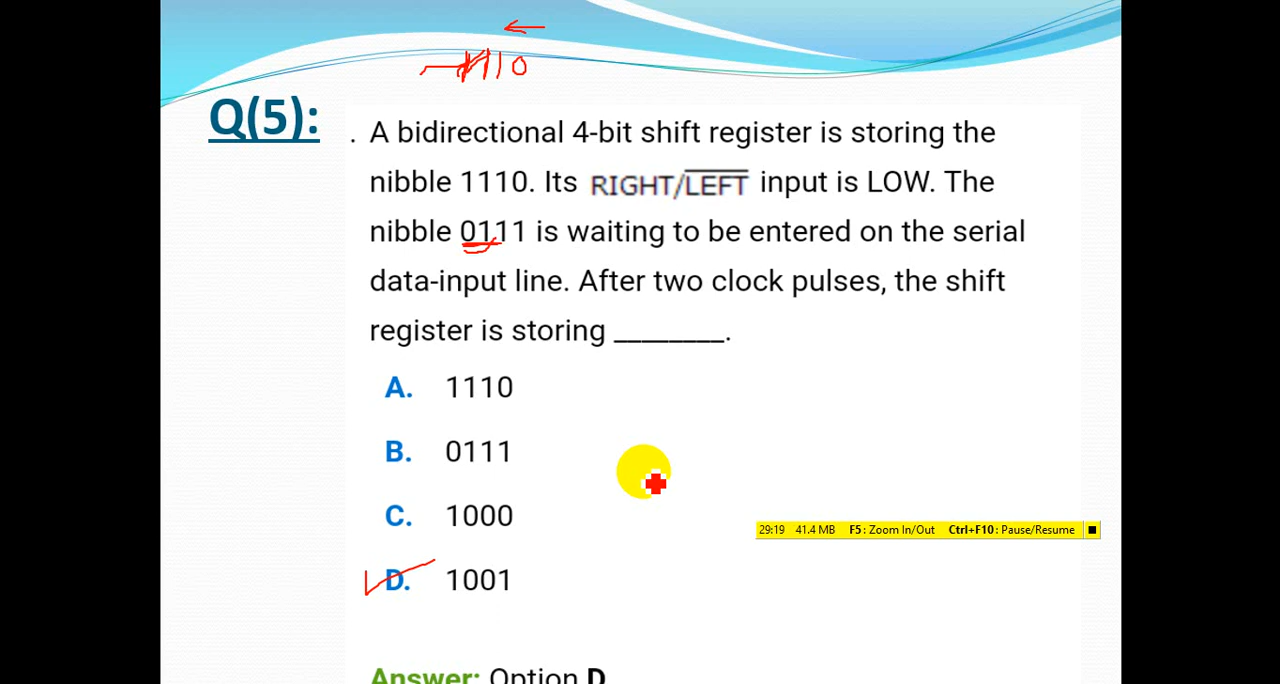 1110
Q(5):
. A bidirectional 4-bit shift register is storing the
nibble 1110. Its RIGHT/LEFT input is LOW. The
nibble 0111 is waiting to be entered on the serial
data-input line. After two clock pulses, the shift
register is storing ________.
A. 1110
B. 0111
29:19 41.4 MB F5: Zoom In/Out Ctrl+F10: Pause/Resume
C. 1000
D. 1001
Answer: Option D